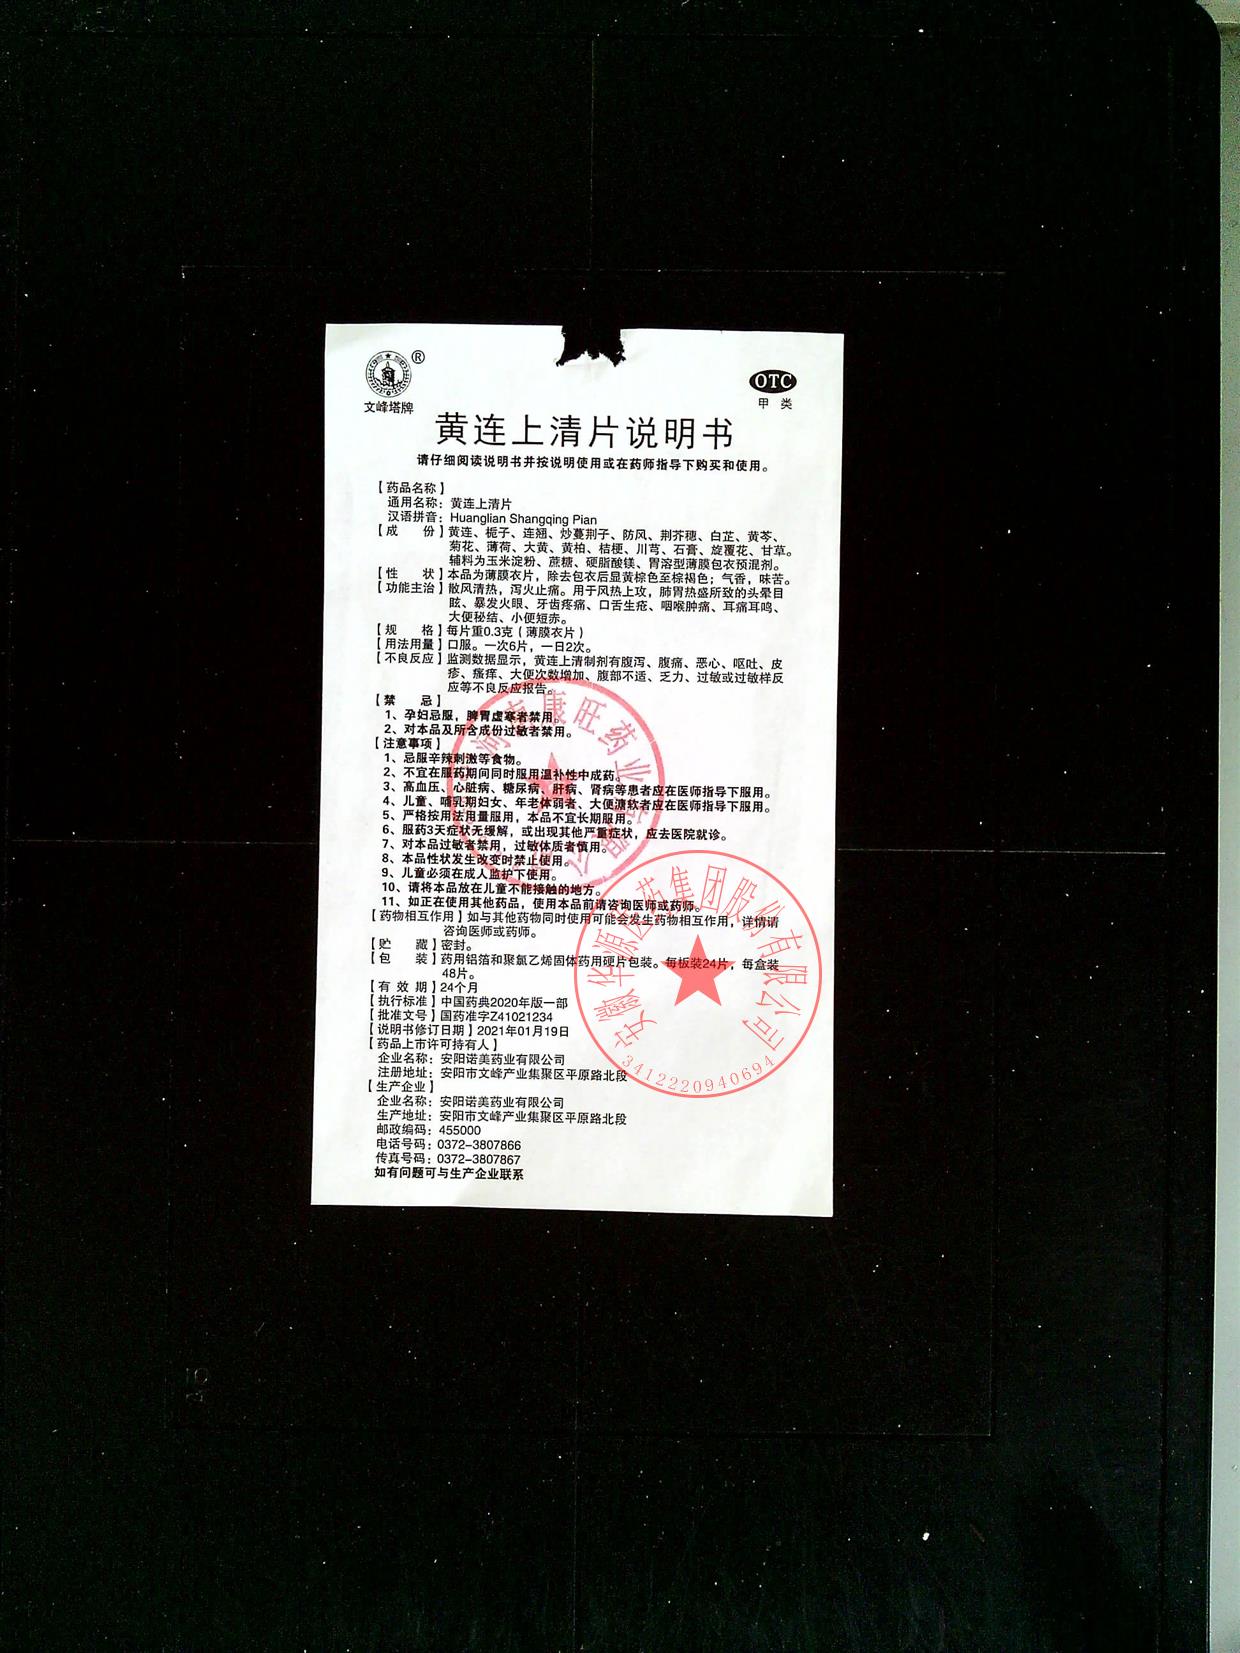 ®
文峰塔牌
OTC
甲 类
黄连上清片说明书
请仔细阅读说明书并按说明使用或在药师指导下购买和使用。
【药品名称】
通用名称：黄连上清片
汉语拼音：Huanglian Shangqing Pian
【成 份】黄连、栀子、连翘、炒蔓荆子、防风、荆芥穗、白芷、黄芩、
菊花、薄荷、大黄、黄柏、桔梗、川芎、石膏、旋覆花、甘草。
辅料为玉米淀粉、蔗糖、硬脂酸镁、胃溶型薄膜包衣预混剂。
【性 状】本品为薄膜衣片，除去包衣后显黄棕色至棕褐色；气香，味苦。
【功能主治】散风清热，泻火止痛。用于风热上攻，肺胃热盛所致的头晕目
眩、暴发火眼、牙齿疼痛、口舌生疮、咽喉肿痛、耳痛耳鸣、
大便秘结、小便短赤。
【规 格】每片重0.3克（薄膜衣片）
【用法用量】口服。一次6片，一日2次。
【不良反应】监测数据显示，黄连上清制剂有腹泻、腹痛、恶心、呕吐、皮
疹、瘙痒、大便次数增加、腹部不适、乏力、过敏或过敏样反
应等不良反应报告。
【禁 忌】
1、孕妇忌服，脾胃虚寒者禁用。
2、对本品及所含成份过敏者禁用。
【注意事项】
1、忌服辛辣刺激等食物。
2、不宜在服药期间同时服用温补性中成药。
3、高血压、心脏病、糖尿病、肝病、肾病等患者应在医师指导下服用。
4、儿童、哺乳期妇女、年老体弱者、大便溏软者应在医师指导下服用。
5、严格按用法用量服用，本品不宜长期服用。
6、服药3天症状无缓解，或出现其他严重症状，应去医院就诊。
7、对本品过敏者禁用，过敏体质者慎用。
8、本品性状发生改变时禁止使用。
9、儿童必须在成人监护下使用。
10、请将本品放在儿童不能接触的地方。
11、如正在使用其他药品，使用本品前请咨询医师或药师。
【药物相互作用】如与其他药物同时使用可能会发生药物相互作用，详情请
咨询医师或药师。
【贮 藏】密封。
【包 装】药用铝箔和聚氯乙烯固体药用硬片包装。每板装24片，每盒装
48片。
【有 效 期】24个月
【执行标准】中国药典2020年版一部
【批准文号】国药准字Z41021234
【说明书修订日期】2021年01月19日
【药品上市许可持有人】
企业名称：安阳诺美药业有限公司
注册地址：安阳市文峰产业集聚区平原路北段
【生产企业】
企业名称：安阳诺美药业有限公司
生产地址：安阳市文峰产业集聚区平原路北段
邮政编码：455000
电话号码：0372-3807866
传真号码：0372-3807867
如有问题可与生产企业联系
河南康旺药业有限公司
安徽华源医药集团股份有限公司
3412220940694